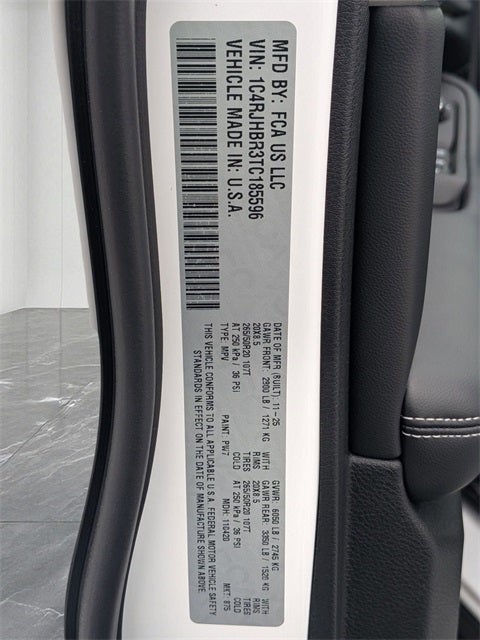 MFD BY: FCA US LLC
VIN: 1C4RJHBR3TC185596
VEHICLE MADE IN: U.S.A.
DATE OF MFR (BUILT): 11-25 GVWR: 6050 LB / 2745 KG
GAWR FRONT: 2800 LB / 1271 KG WITH GAWR REAR: 3350 LB / 1520 KG WITH
20X8.5 RIMS 20X8.5 RIMS
265/50R20 107T TIRES 265/50R20 107T TIRES
AT 250 kPa / 36 PSI COLD AT 250 kPa / 36 PSI COLD
TYPE: MPV PAINT: PW7 MDH: 110420 MKT: 875
THIS VEHICLE CONFORMS TO ALL APPLICABLE U.S.A. FEDERAL MOTOR VEHICLE SAFETY
STANDARDS IN EFFECT ON THE DATE OF MANUFACTURE SHOWN ABOVE.